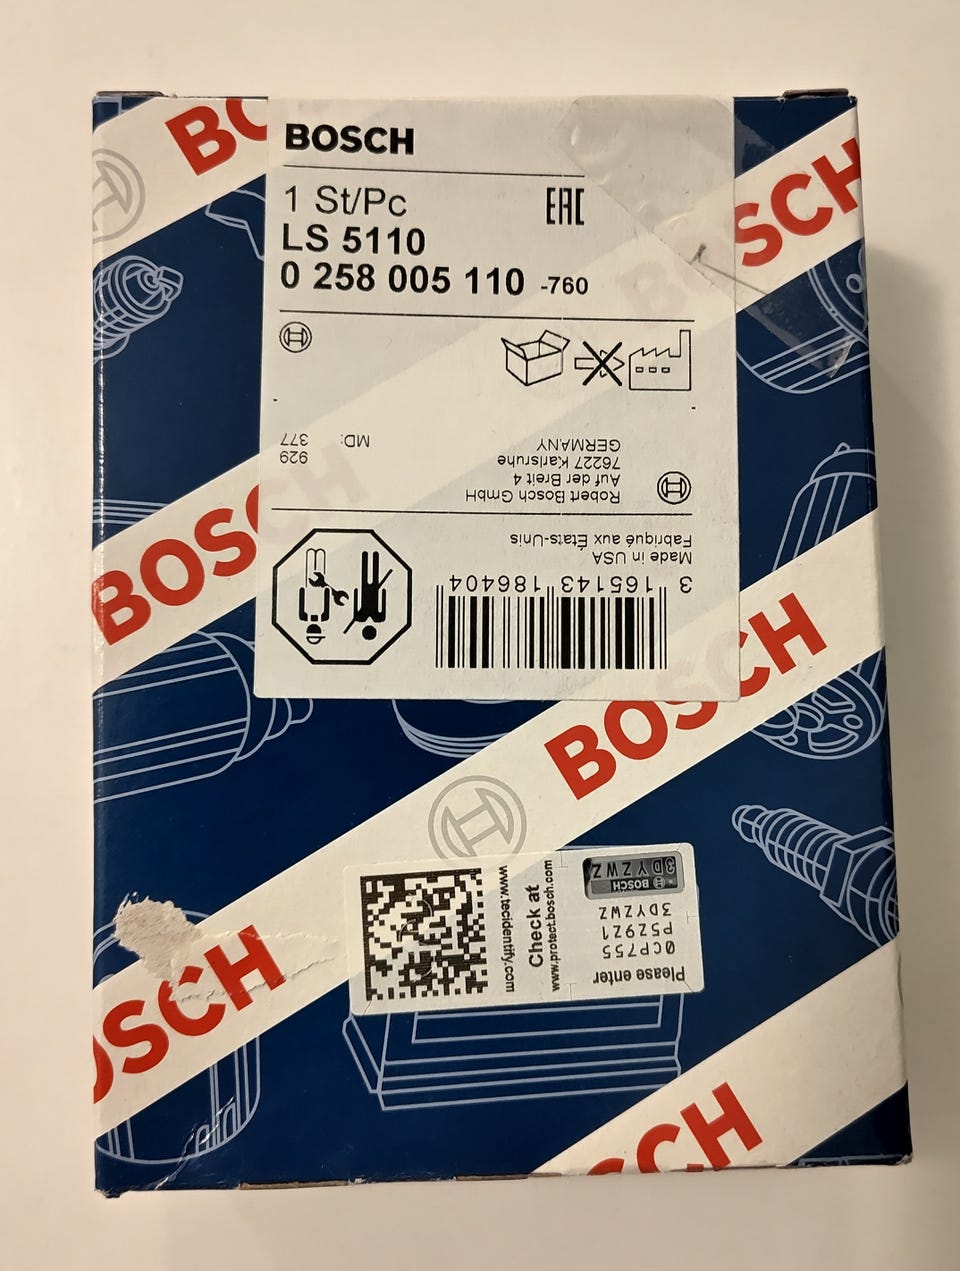 BOSCH
BOSCH
1 St/Pc
EAC
LS 5110
0 258 005 110 -760
BOSCH
MD:
929
377
Robert Bosch GmbH
Auf der Breit 4
76227 Karlsruhe
GERMANY
Made in USA
Fabriqué aux États-Unis
3 165143 186404
BOSCH
BOSCH
www.tecidentify.com
Check at
www.protect.bosch.com
Please enter
0CP755
P5Z9Z1
3DYZWZ
BOSCH
3DYZWZ
BOSCH
BOSCH